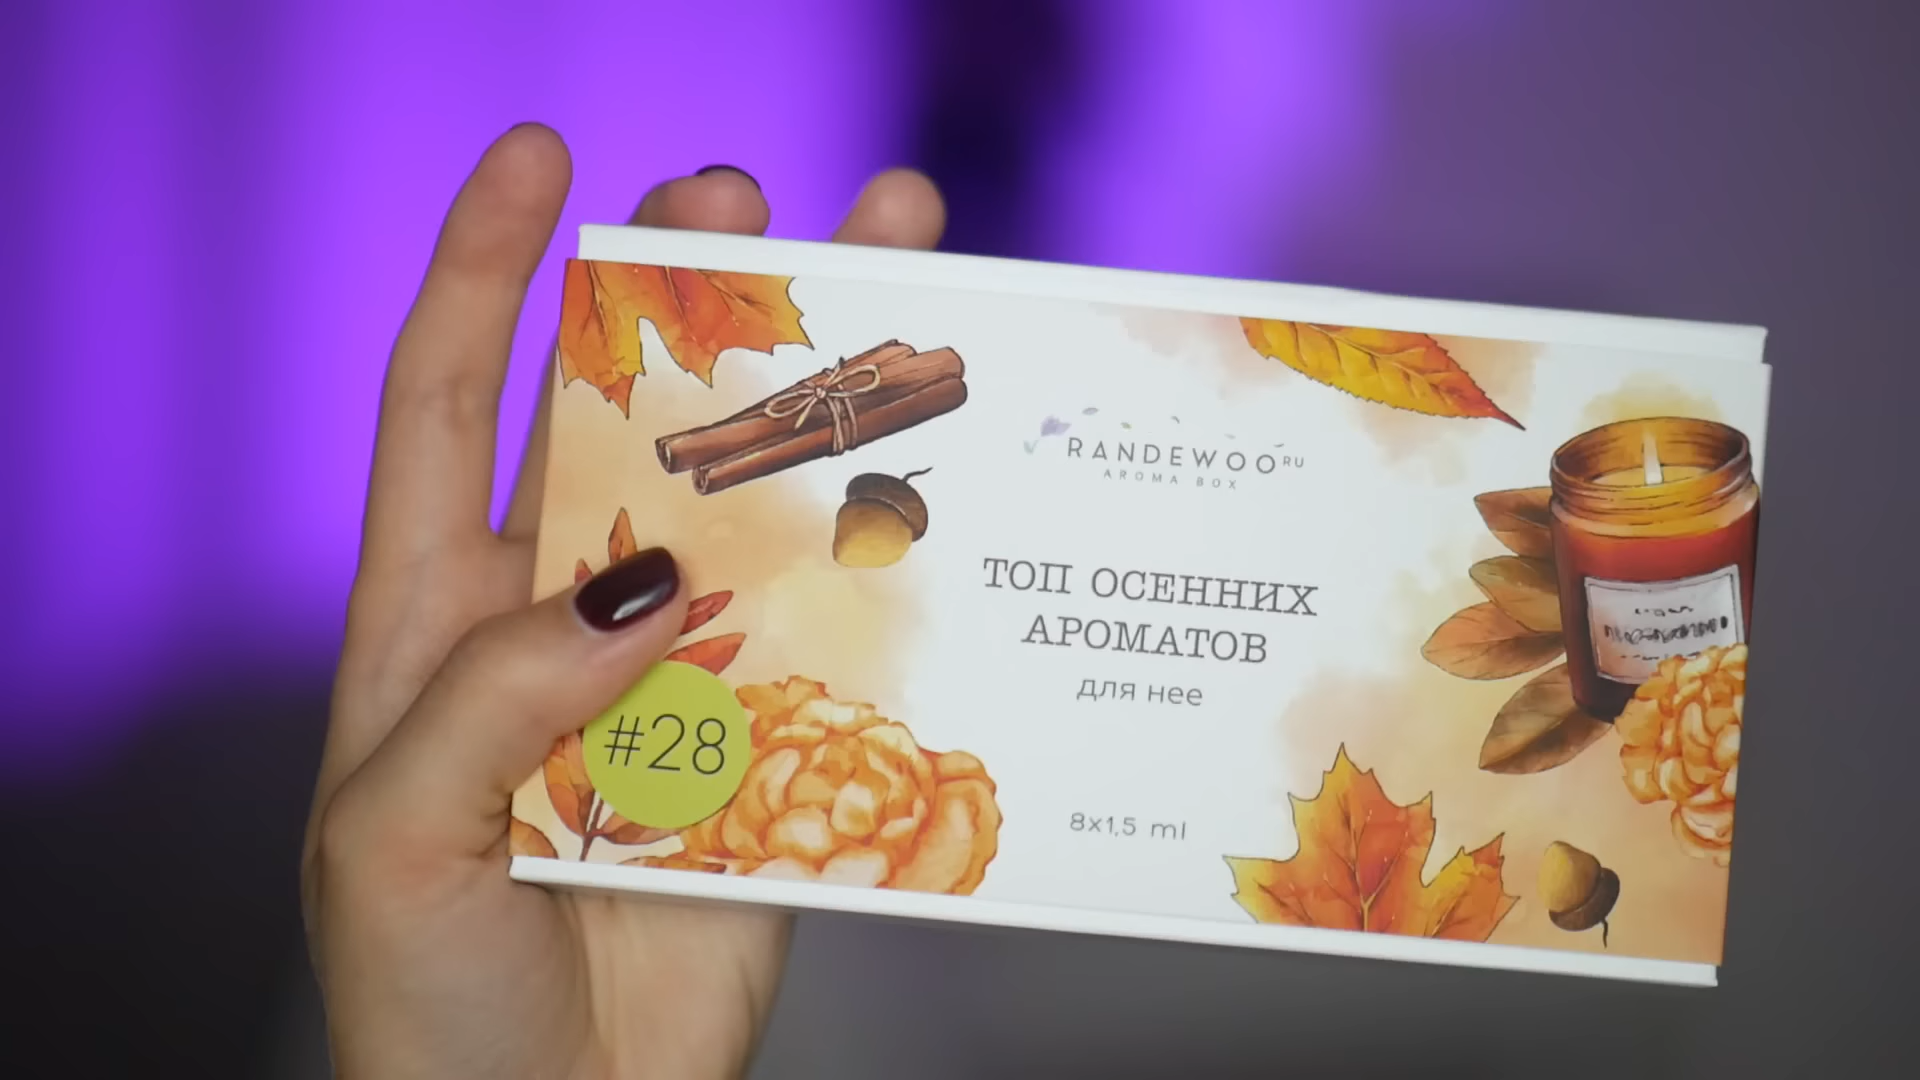 RANDEWOO RU
AROMA BOX
ТОП ОСЕННИХ
АРОМАТОВ
для нее
#28
8x1,5 ml